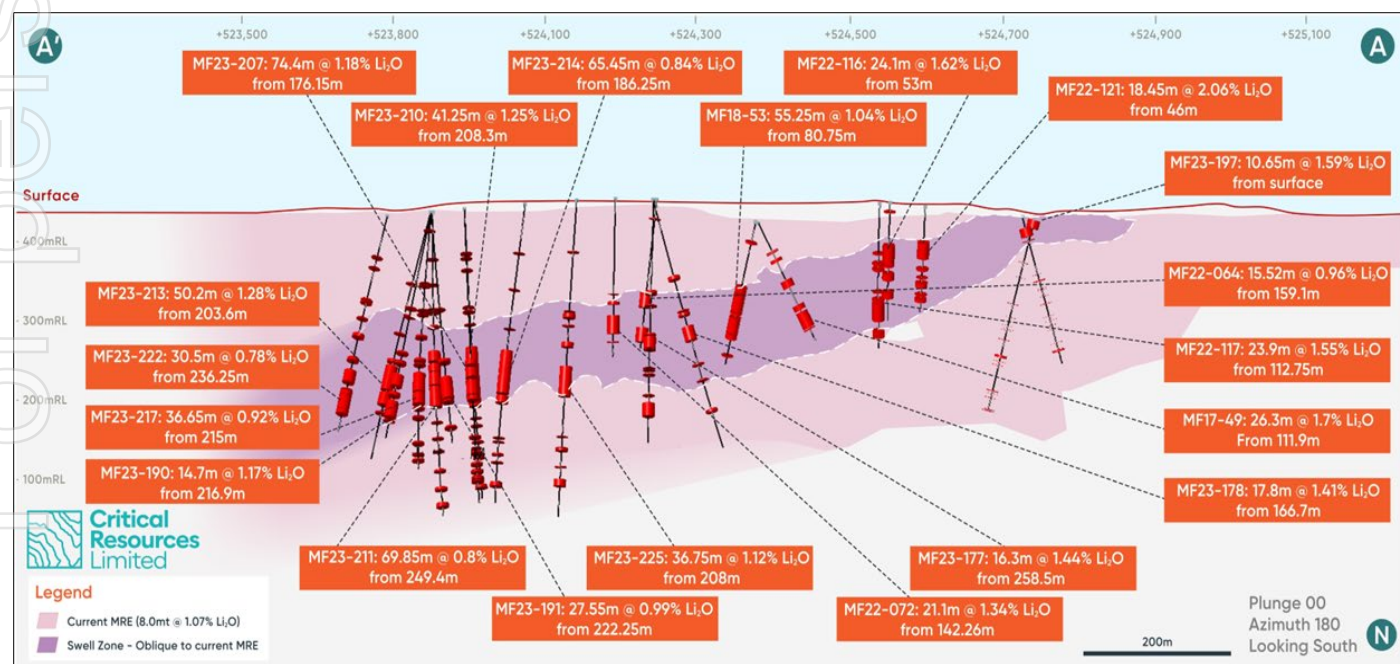 +523,500
+523,800
+524,100
+524,300
+524,500
+524,700
+524,900
+525,100
A'
A
MF23-207: 74.4m @ 1.18% Li₂O
from 176.15m
MF23-214: 65.45m @ 0.84% Li₂O
from 186.25m
MF22-116: 24.1m @ 1.62% Li₂O
from 53m
MF22-121: 18.45m @ 2.06% Li₂O
from 46m
MF23-210: 41.25m @ 1.25% Li₂O
from 208.3m
MF18-53: 55.25m @ 1.04% Li₂O
from 80.75m
MF23-197: 10.65m @ 1.59% Li₂O
from surface
Surface
400mRL
300mRL
200mRL
100mRL
MF23-213: 50.2m @ 1.28% Li₂O
from 203.6m
MF23-222: 30.5m @ 0.78% Li₂O
from 236.25m
MF23-217: 36.65m @ 0.92% Li₂O
from 215m
MF23-190: 14.7m @ 1.17% Li₂O
from 216.9m
MF22-064: 15.52m @ 0.96% Li₂O
from 159.1m
MF22-117: 23.9m @ 1.55% Li₂O
from 112.75m
MF17-49: 26.3m @ 1.7% Li₂O
From 111.9m
MF23-178: 17.8m @ 1.41% Li₂O
from 166.7m
MF23-211: 69.85m @ 0.8% Li₂O
from 249.4m
MF23-225: 36.75m @ 1.12% Li₂O
from 208m
MF23-177: 16.3m @ 1.44% Li₂O
from 258.5m
MF23-191: 27.55m @ 0.99% Li₂O
from 222.25m
MF22-072: 21.1m @ 1.34% Li₂O
from 142.26m
Critical
Resources
Limited
Legend
Current MRE (8.0mt @ 1.07% Li₂O)
Swell Zone - Oblique to current MRE
200m
Plunge 00
Azimuth 180
Looking South
N